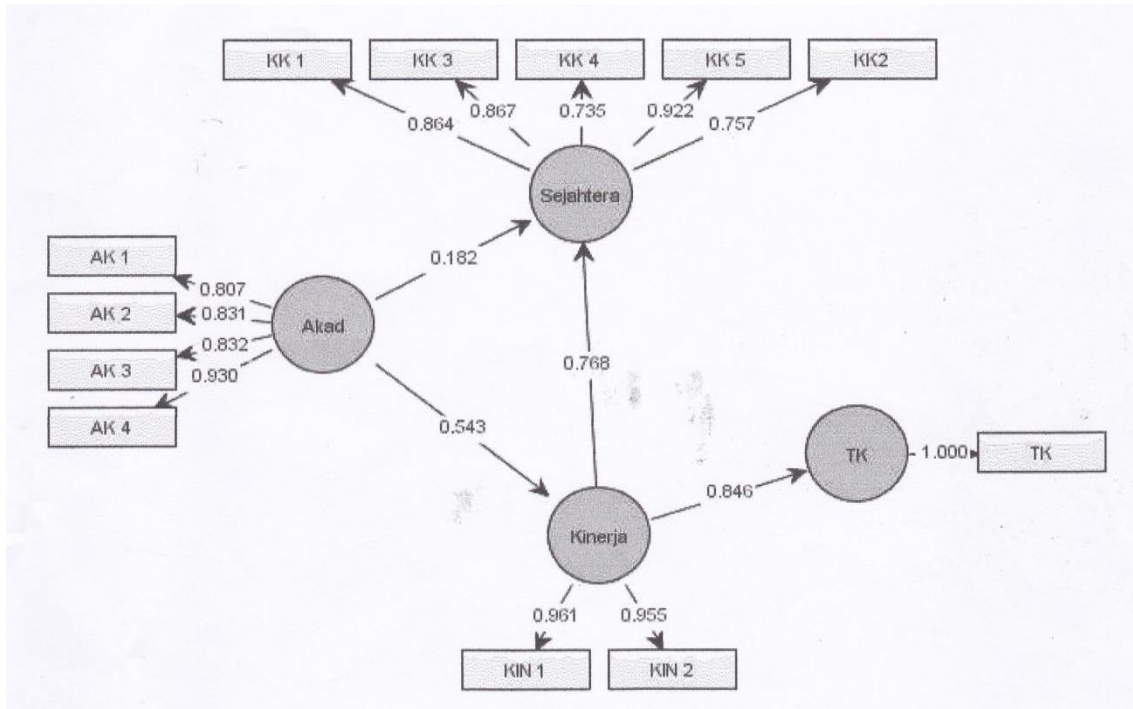 KK 1
KK 3
KK 4
KK 5
KK2
0.864
0.867
0.735
0.922
0.757
Sejahtera
AK 1
AK 2
AK 3
AK 4
0.807
0.831
0.832
0.930
Akad
0.182
0.543
0.768
Kinerja
0.846
TK
1.000
TK
0.961
0.955
KIN 1
KIN 2